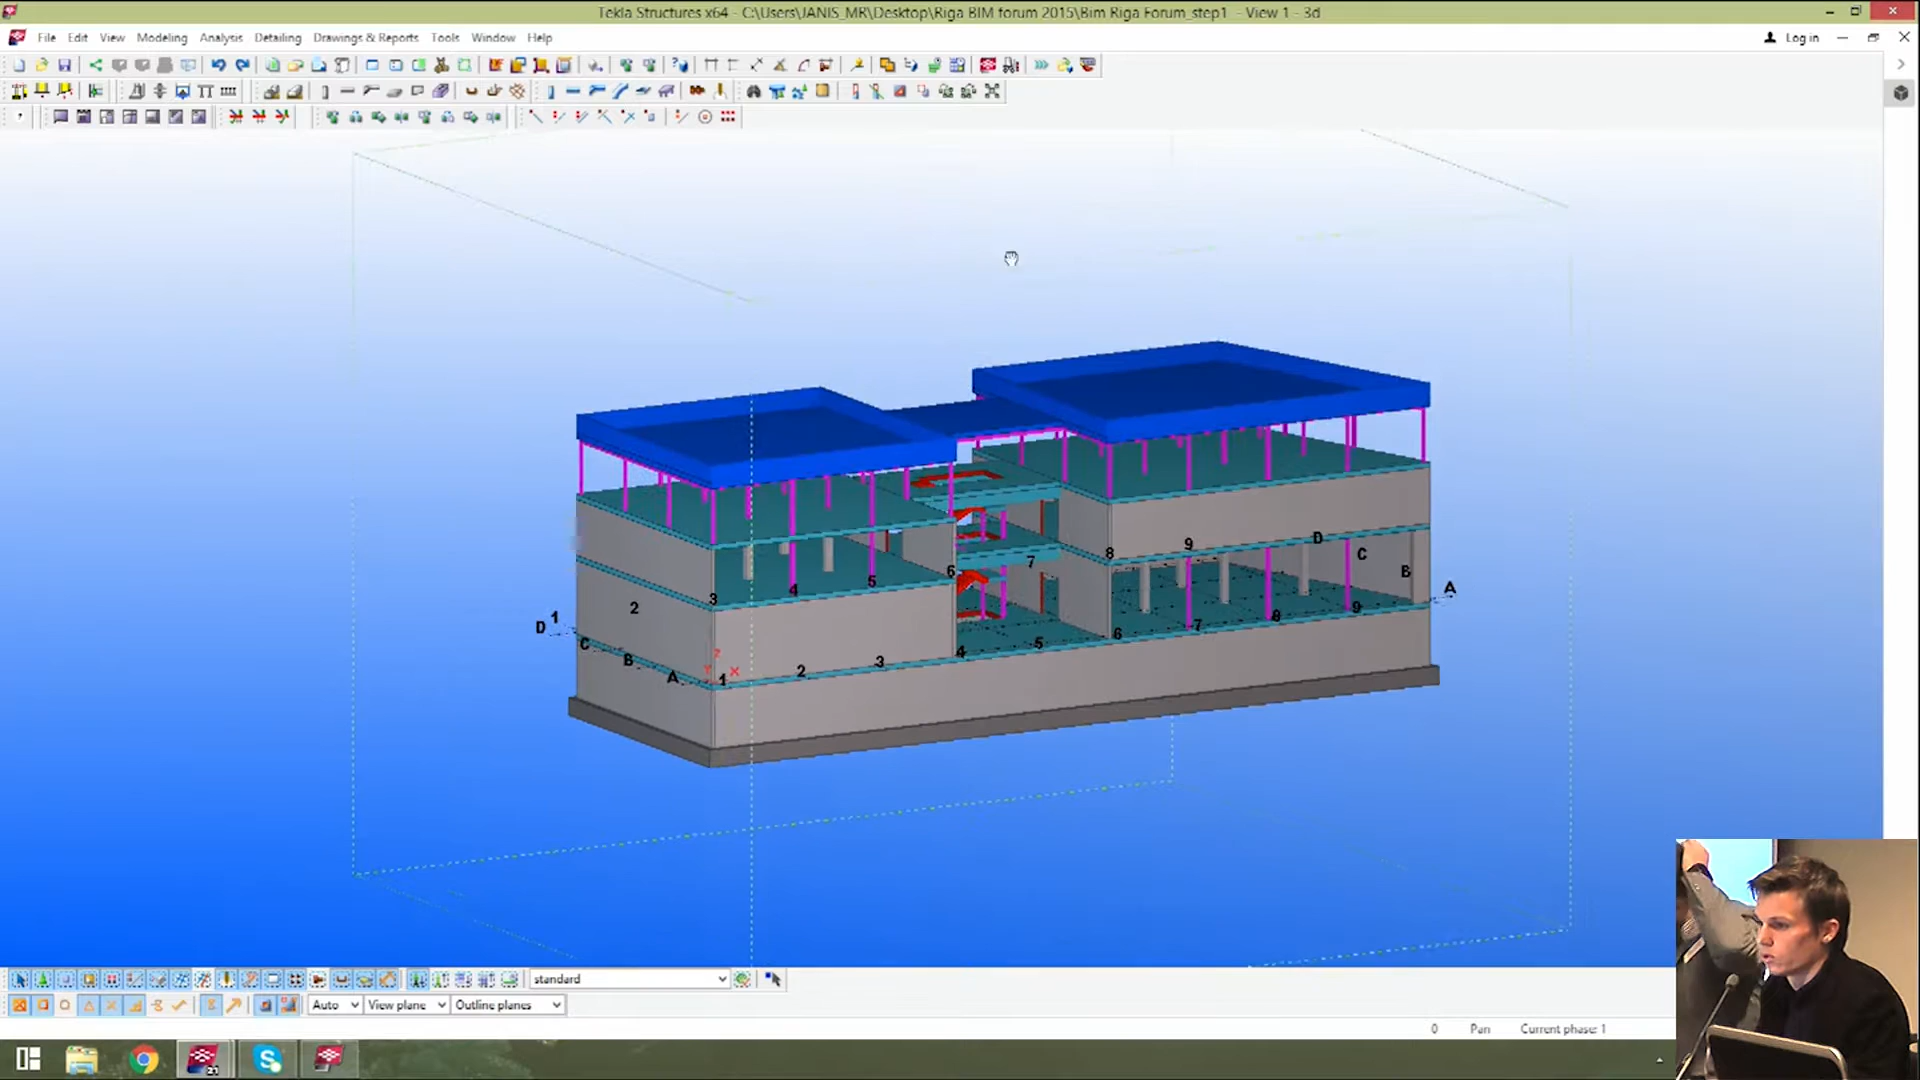 Tekla Structures x64 - C:\Users\JANIS_MR\Desktop\Riga BIM forum 2015\Bim Riga Forum_step1 - View 1 - 3d
File Edit View Modeling Analysis Detailing Drawings & Reports Tools Window Help
Log in
8 9 D
C
6 7 B
3 4 5 A
D 1 2 9
C B A 1 2 3 4 5 6 7 8
Z
X
standard
Auto View plane Outline planes
0 Pan Current phase: 1
21